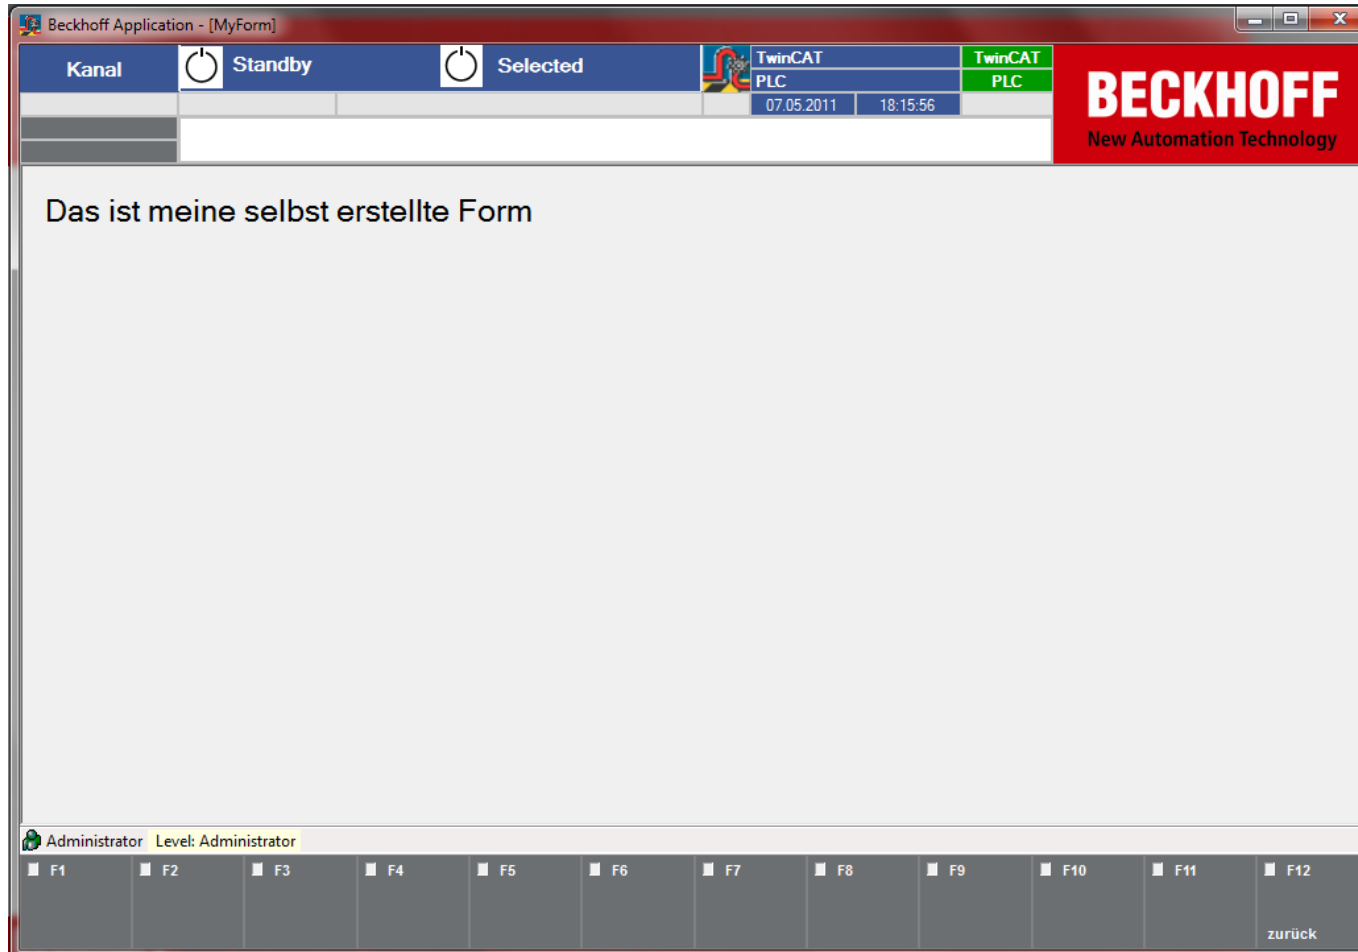 Beckhoff Application - [MyForm]
Kanal Standby Selected TwinCAT TwinCAT
PLC PLC
07.05.2011 18:15:56
BECKHOFF
New Automation Technology
Das ist meine selbst erstellte Form
Administrator Level: Administrator
F1 F2 F3 F4 F5 F6 F7 F8 F9 F10 F11 F12
zurück